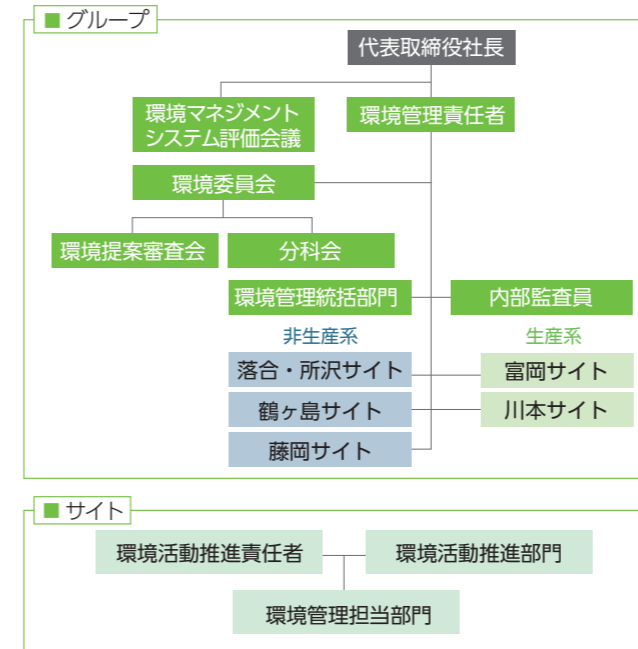 ■ グループ
代表取締役社長
環境マネジメント
システム評価会議
環境管理責任者
環境委員会
環境提案審査会
分科会
環境管理統括部門
内部監査員
非生産系
生産系
落合・所沢サイト
富岡サイト
鶴ヶ島サイト
川本サイト
藤岡サイト
■ サイト
環境活動推進責任者
環境活動推進部門
環境管理担当部門